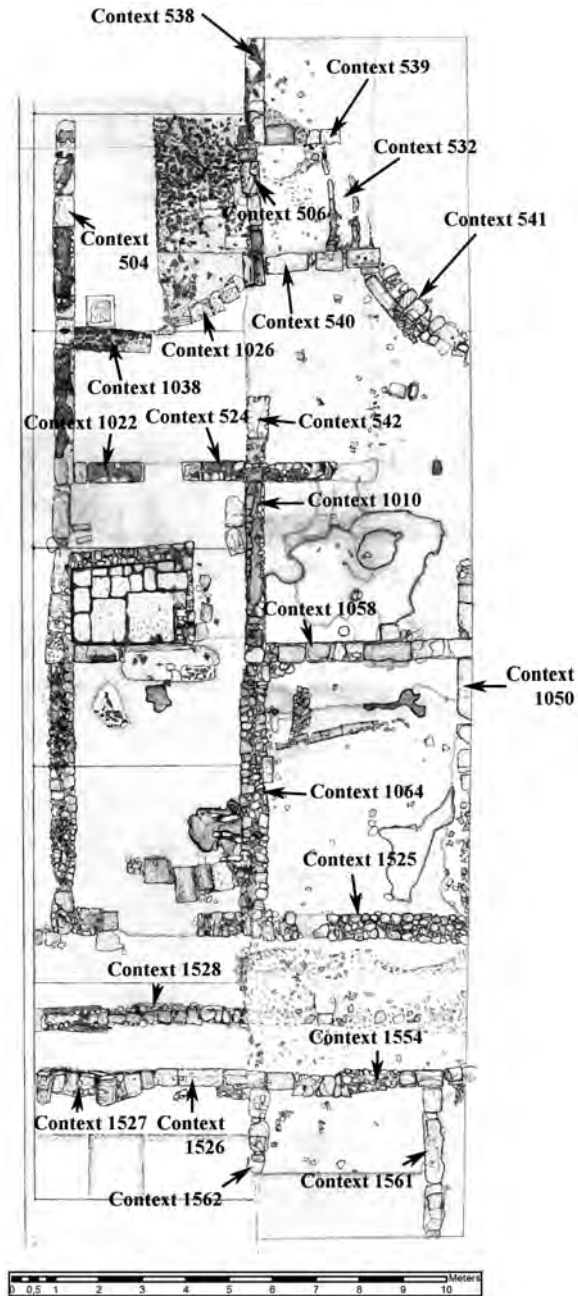 Context 538
Context 539
Context 532
Context 506
Context 541
Context
504
Context 540
Context 1026
Context 1038
Context 1022
Context 524
Context 542
Context 1010
Context 1058
Context
1050
Context 1064
Context 1525
Context 1528
Context 1554
Context 1527
Context
1526
Context 1561
Context 1562
Meters
0 0,5 1 2 3 4 5 6 7 8 9 10